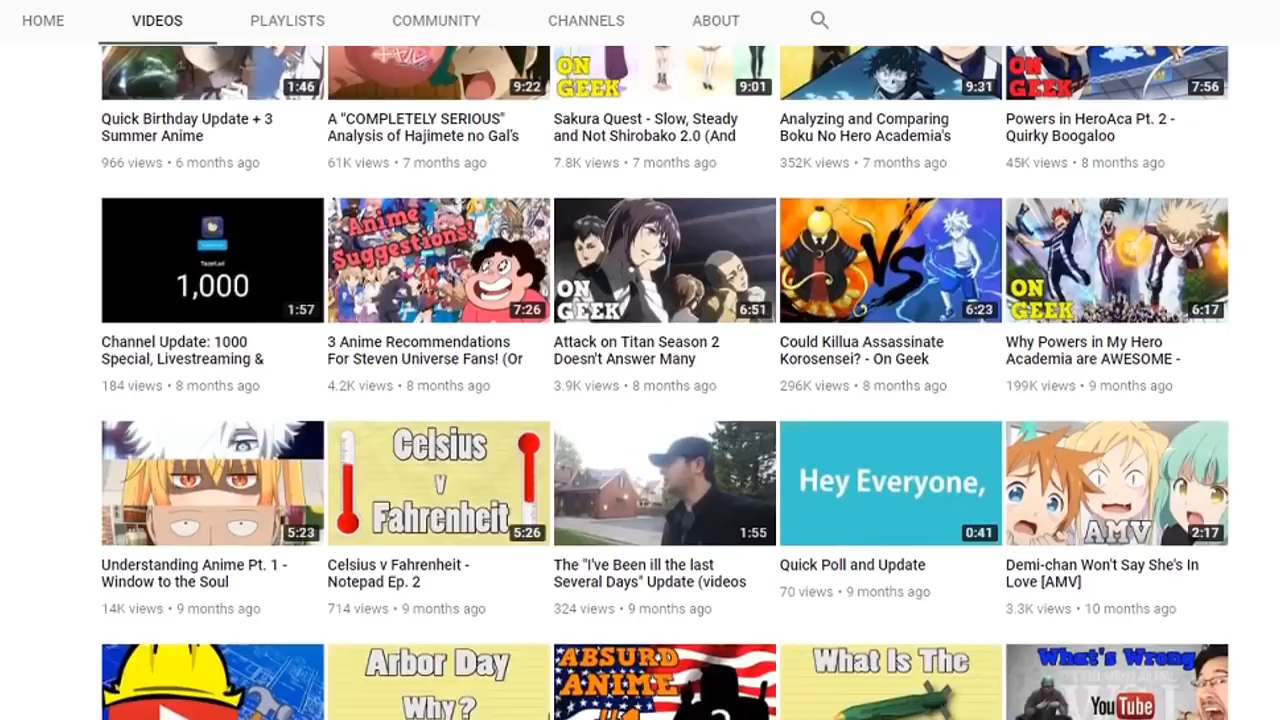 HOME VIDEOS PLAYLISTS COMMUNITY CHANNELS ABOUT
1:46
ON
GEEK
9:22
9:01
9:31
ON
GEEK
7:56
Quick Birthday Update + 3
Summer Anime
966 views • 6 months ago
A "COMPLETELY SERIOUS"
Analysis of Hajimete no Gal's
61K views • 7 months ago
Sakura Quest - Slow, Steady
and Not Shirobako 2.0 (And
7.8K views • 7 months ago
Analyzing and Comparing
Boku No Hero Academia's
352K views • 7 months ago
Powers in HeroAca Pt. 2 -
Quirky Boogaloo
45K views • 8 months ago
1,000
1:57
Anime
Suggestions!
7:26
ON
GEEK
6:51
VS
6:23
ON
GEEK
6:17
Channel Update: 1000
Special, Livestreaming &
184 views • 8 months ago
3 Anime Recommendations
For Steven Universe Fans! (Or
4.2K views • 8 months ago
Attack on Titan Season 2
Doesn't Answer Many
3.9K views • 8 months ago
Could Killua Assassinate
Korosensei? - On Geek
296K views • 8 months ago
Why Powers in My Hero
Academia are AWESOME -
199K views • 9 months ago
5:23
Celsius
v
Fahrenheit
5:26
1:55
Hey Everyone,
0:41
AMV
2:17
Understanding Anime Pt. 1 -
Window to the Soul
14K views • 9 months ago
Celsius v Fahrenheit -
Notepad Ep. 2
714 views • 9 months ago
The "I've Been ill the last
Several Days" Update (videos
324 views • 9 months ago
Quick Poll and Update
70 views • 9 months ago
Demi-chan Won't Say She's In
Love [AMV]
3.3K views • 10 months ago
Arbor Day
Why?
ABSURD
ANIME
#1
What Is The
What's Wrong
YouTube